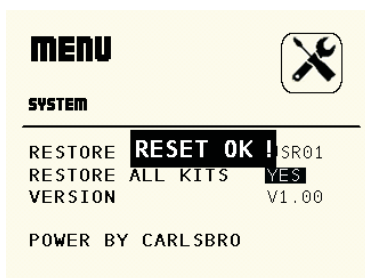 MENU
SYSTEM
RESTORE RESET OK ! SR01
RESTORE ALL KITS YES
VERSION V1.00
POWER BY CARLSBRO